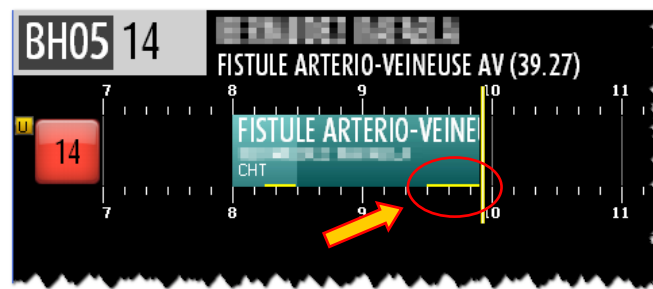 BH05 14
FISTULE ARTERIO-VEINEUSE AV (39.27)
7 8 9 10 11
U
14
FISTULE ARTERIO-VEINE
CHT
7 8 9 10 11